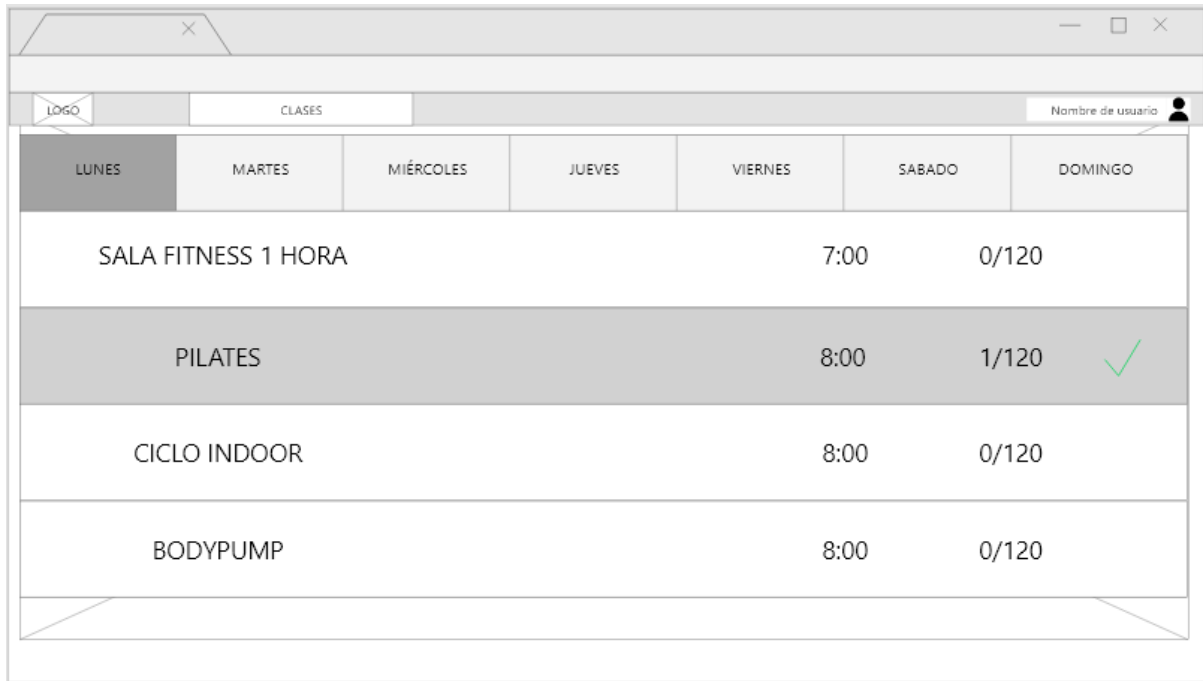 LOGO CLASES Nombre de usuario
LUNES MARTES MIÉRCOLES JUEVES VIERNES SABADO DOMINGO
SALA FITNESS 1 HORA 7:00 0/120
PILATES 8:00 1/120
CICLO INDOOR 8:00 0/120
BODYPUMP 8:00 0/120